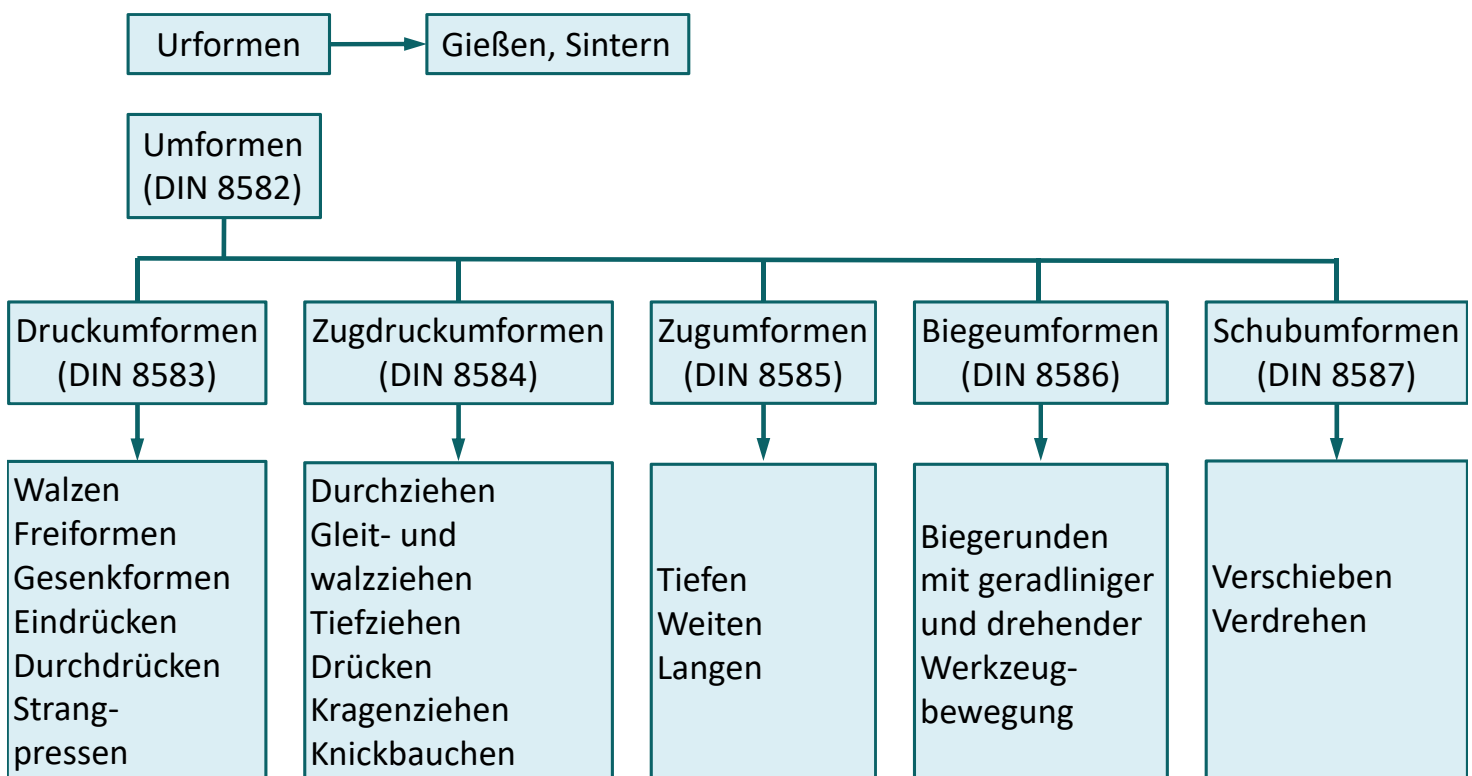 Urformen
Gießen, Sintern
Umformen
(DIN 8582)
Druckumformen
(DIN 8583)
Zugdruckumformen
(DIN 8584)
Zugumformen
(DIN 8585)
Biegeumformen
(DIN 8586)
Schubumformen
(DIN 8587)
Walzen
Freiformen
Gesenkformen
Eindrücken
Durchdrücken
Strang-
pressen
Durchziehen
Gleit- und
walzziehen
Tiefziehen
Drücken
Kragenziehen
Knickbauchen
Tiefen
Weiten
Langen
Biegerunden
mit geradliniger
und drehender
Werkzeug-
bewegung
Verschieben
Verdrehen